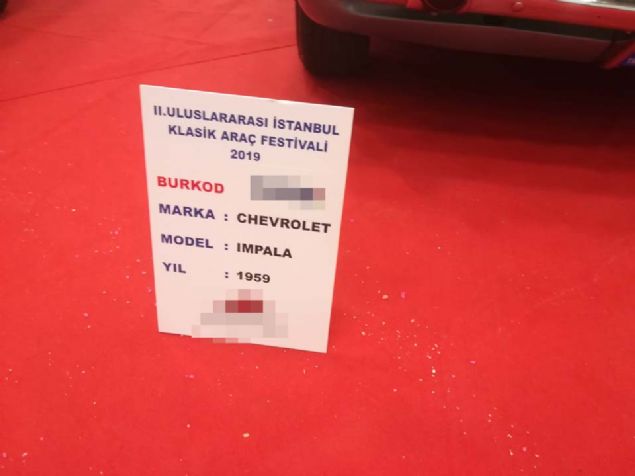 II.ULUSLARARASI İSTANBUL
KLASİK ARAÇ FESTİVALİ
2019
BURKOD
MARKA : CHEVROLET
MODEL : IMPALA
YIL : 1959